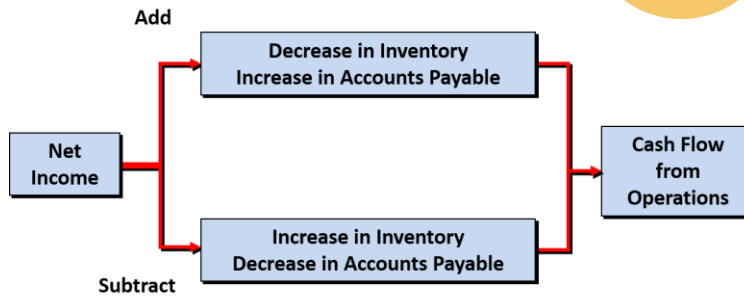 Add
Decrease in Inventory
Increase in Accounts Payable
Net
Income
Cash Flow
from
Operations
Increase in Inventory
Decrease in Accounts Payable
Subtract